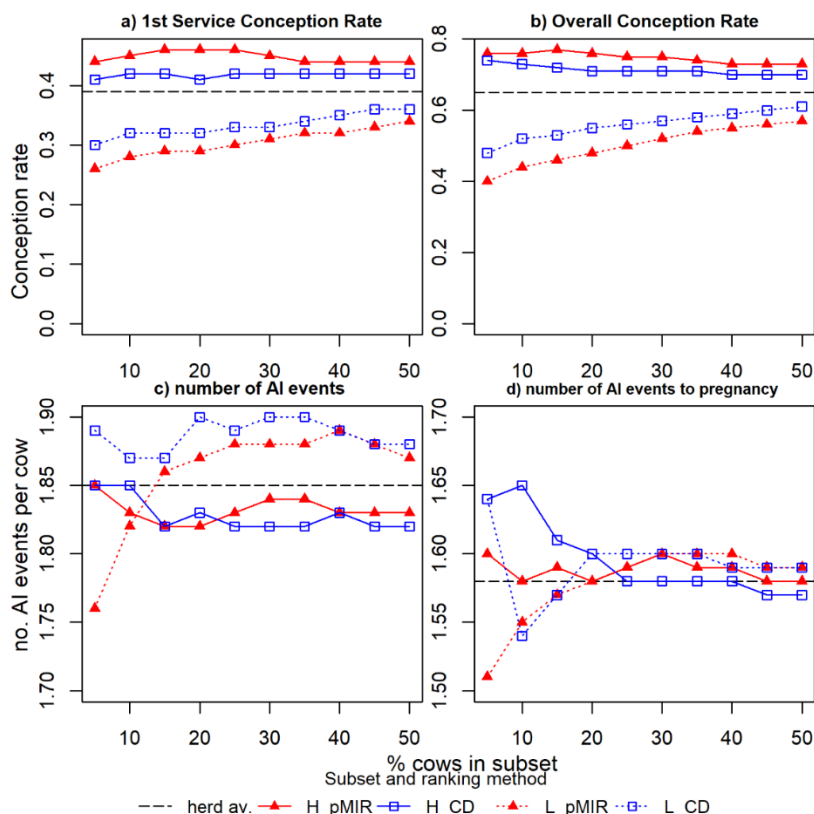 a) 1st Service Conception Rate
b) Overall Conception Rate
Conception rate
0.0 0.1 0.2 0.3 0.4
0.0 0.2 0.4 0.6 0.8
10 20 30 40 50
10 20 30 40 50
c) number of AI events
d) number of AI events to pregnancy
no. AI events per cow
1.70 1.75 1.80 1.85 1.90
1.50 1.55 1.60 1.65 1.70
10 20 30 40 50
10 20 30 40 50
% cows in subset
Subset and ranking method
herd av. H_pMIR H_CD L_pMIR L_CD